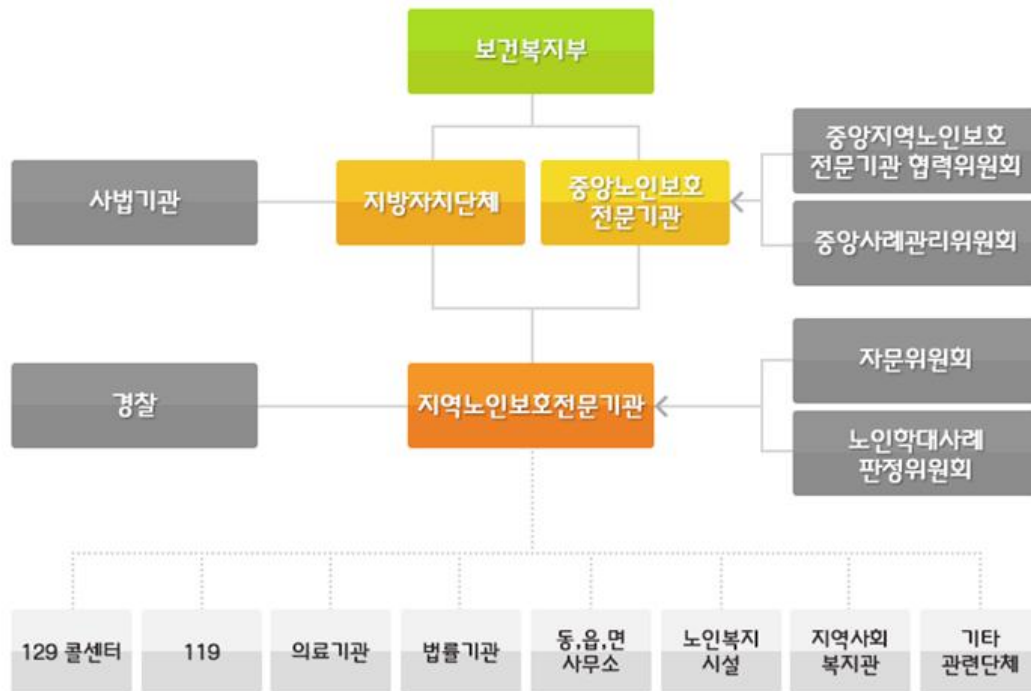 보건복지부
사법기관
지방자치단체
중앙노인보호
전문기관
중앙지역노인보호
전문기관 협력위원회
중앙사례관리위원회
경찰
지역노인보호전문기관
자문위원회
노인학대사례
판정위원회
129 콜센터
119
의료기관
법률기관
동,읍,면
사무소
노인복지
시설
지역사회
복지관
기타
관련단체